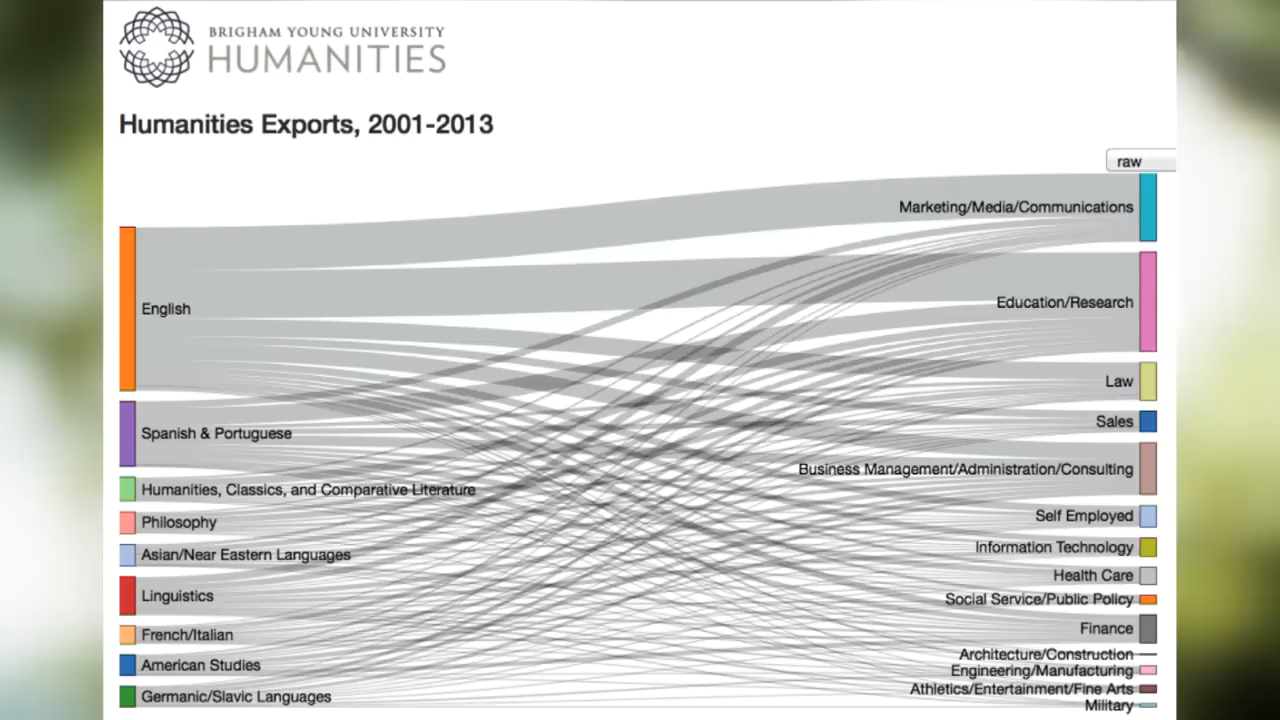 BRIGHAM YOUNG UNIVERSITY
HUMANITIES
Humanities Exports, 2001-2013
raw
Marketing/Media/Communications
Education/Research
English
Law
Sales
Spanish & Portuguese
Business Management/Administration/Consulting
Humanities, Classics, and Comparative Literature
Self Employed
Philosophy
Information Technology
Asian/Near Eastern Languages
Health Care
Linguistics
Social Service/Public Policy
Finance
French/Italian
Architecture/Construction
American Studies
Engineering/Manufacturing
Athletics/Entertainment/Fine Arts
Germanic/Slavic Languages
Military